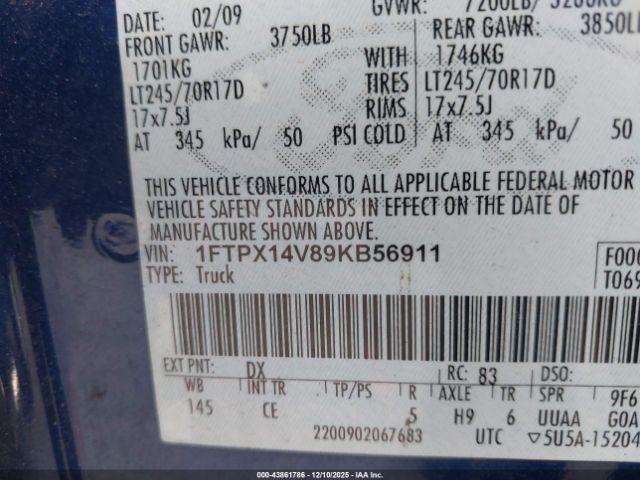 DATE: 02/09 GVWR: 7200LB/
FRONT GAWR: 3750LB REAR GAWR: 3850LB
1701KG WITH 1746KG
LT245/70R17D TIRES LT245/70R17D
17x7.5J RIMS 17x7.5J
AT 345 kPa/ 50 PSI COLD AT 345 kPa/ 50
THIS VEHICLE CONFORMS TO ALL APPLICABLE FEDERAL MOTOR
VEHICLE SAFETY STANDARDS IN EFFECT ON THE DATE OF
MANUFACTURE SHOWN ABOVE.
VIN: 1FTPX14V89KB56911 F000
TYPE: Truck T069
EXT PNT: DX RC: 83 DSO:
WB INT TR TP/PS R AXLE TR SPR 9F6
145 CE 5 H9 6 UUAA G0A
2200902067683 UTC ▽5U5A-15204
IAA - 43861786 - 12/10/2025 - IAAI.com